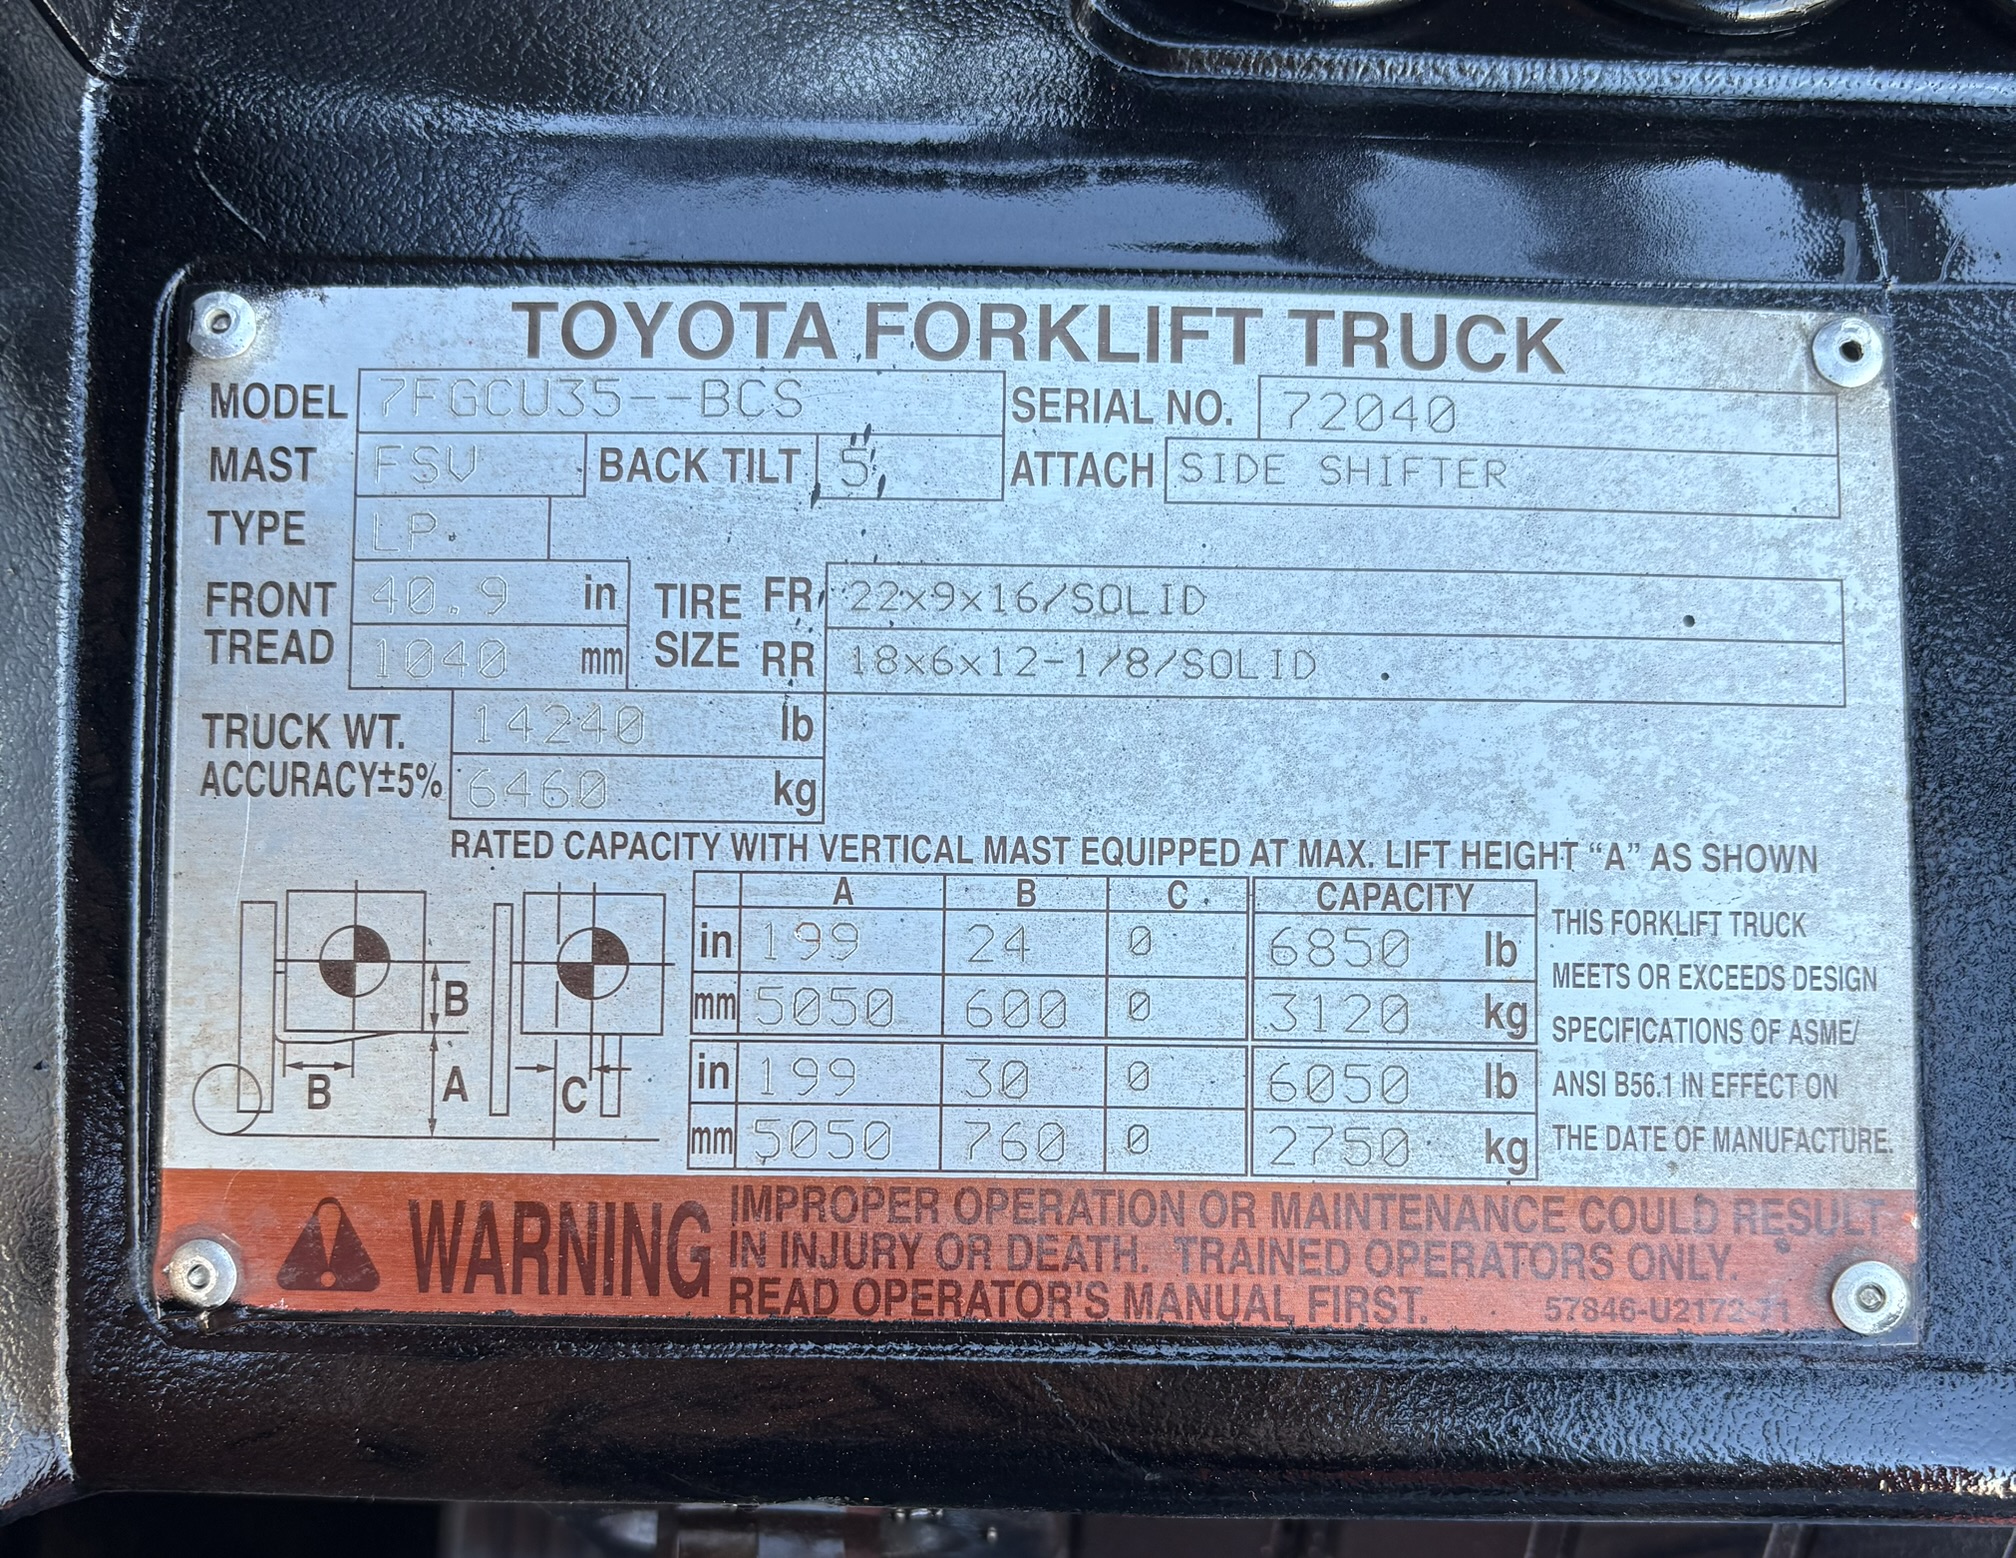 TOYOTA FORKLIFT TRUCK
MODEL 7FGCU35--BCS SERIAL NO. 72040
MAST FSV BACK TILT 5 ATTACH SIDE SHIFTER
TYPE LP
FRONT TREAD 40.9 in TIRE SIZE FR 22x9x16/SOLID
1040 mm RR 18x6x12-1/8/SOLID
TRUCK WT. 14240 lb
ACCURACY±5% 6460 kg
RATED CAPACITY WITH VERTICAL MAST EQUIPPED AT MAX. LIFT HEIGHT “A” AS SHOWN
A B C CAPACITY
in 199 24 0 6850 lb
mm 5050 600 0 3120 kg
in 199 30 0 6050 lb
mm 5050 760 0 2750 kg
B
B A C
THIS FORKLIFT TRUCK
MEETS OR EXCEEDS DESIGN
SPECIFICATIONS OF ASME/
ANSI B56.1 IN EFFECT ON
THE DATE OF MANUFACTURE.
WARNING
IMPROPER OPERATION OR MAINTENANCE COULD RESULT
IN INJURY OR DEATH. TRAINED OPERATORS ONLY.
READ OPERATOR'S MANUAL FIRST.
57846-U2172-71